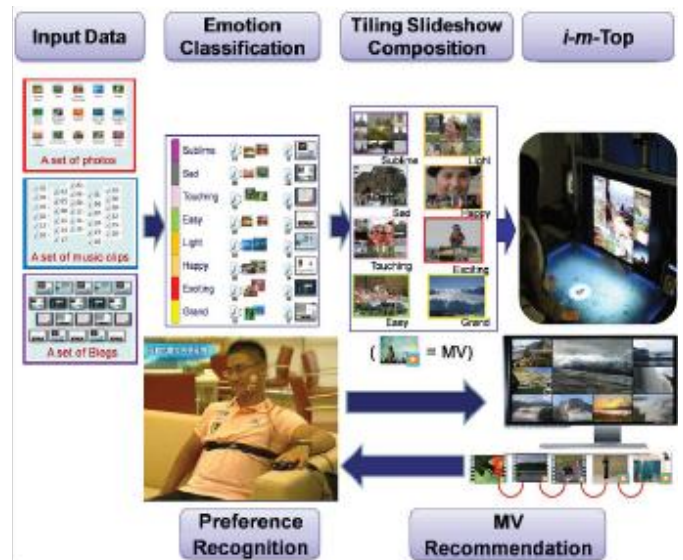 Input Data
Emotion
Classification
Tiling Slideshow
Composition
i-m-Top
A set of photos
A set of music clips
A set of Blogs
Sublime
Sad
Touching
Easy
Light
Happy
Exciting
Grand
Sublime
Light
Sad
Happy
Touching
Exciting
Easy
Grand
( = MV)
Preference
Recognition
MV
Recommendation